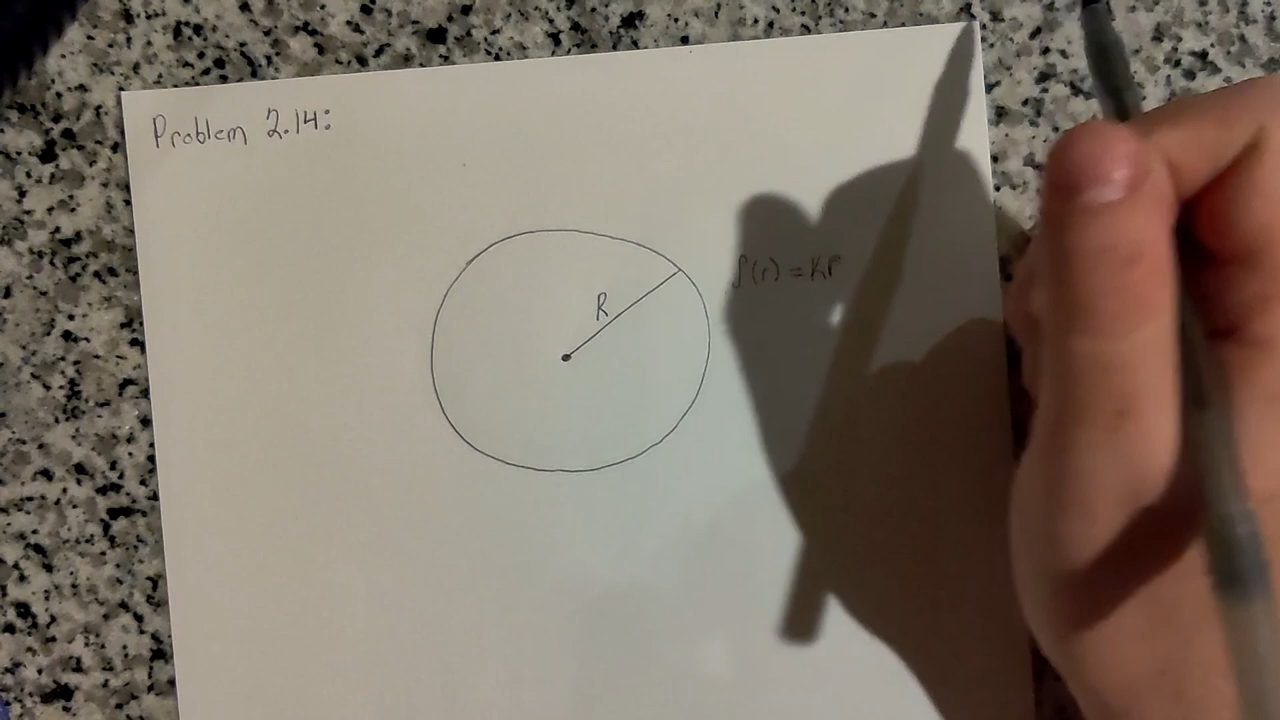 Problem 2.14:
ρ(r) = kr
R